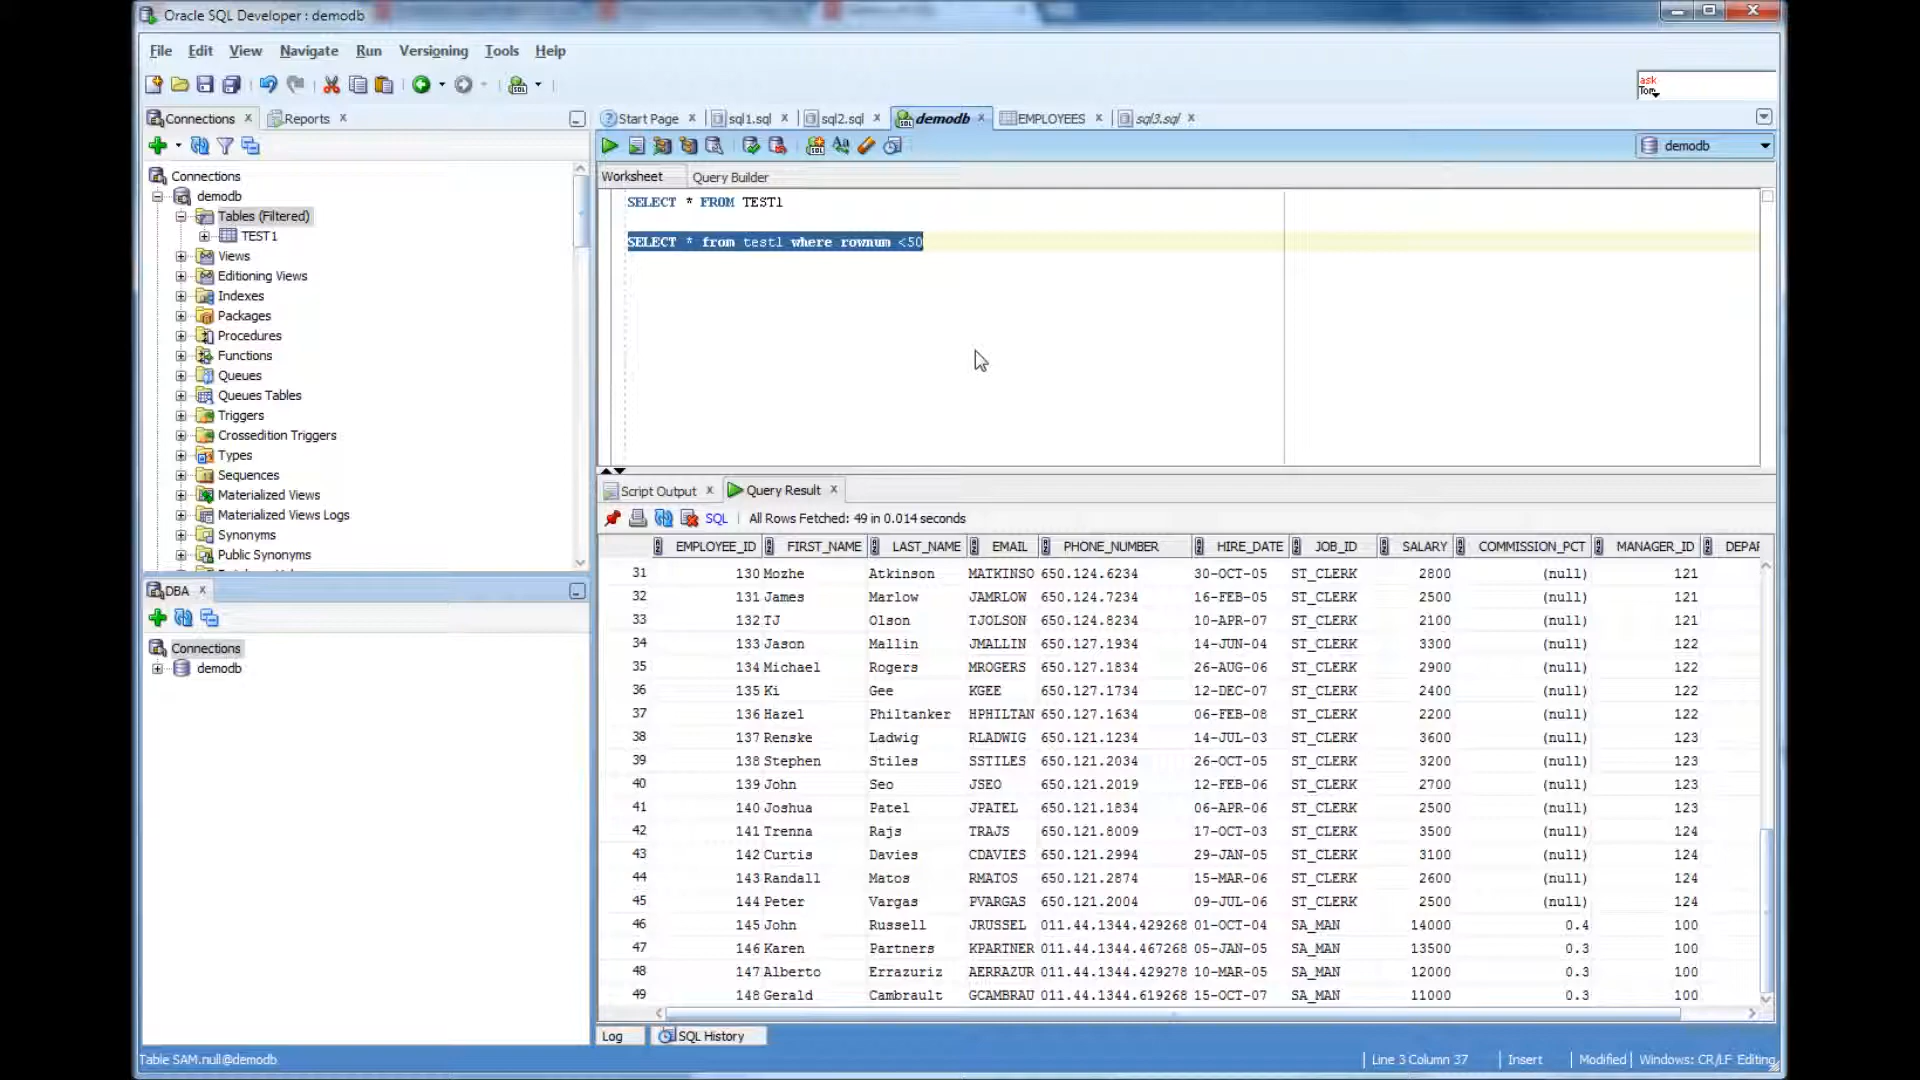 Oracle SQL Developer : demodb
File Edit View Navigate Run Versioning Tools Help
ask
Tom
Connections
Reports
Start Page
sql1.sql
sql2.sql
demodb
EMPLOYEES
sql3.sql
demodb
Worksheet
Query Builder
SELECT * FROM TEST1
SELECT * from test1 where rownum <50
Connections
demodb
Tables (Filtered)
TEST1
Views
Editioning Views
Indexes
Packages
Procedures
Functions
Queues
Queues Tables
Triggers
Crossedition Triggers
Types
Sequences
Materialized Views
Materialized Views Logs
Synonyms
Public Synonyms
DBA
Connections
demodb
Script Output
Query Result
SQL | All Rows Fetched: 49 in 0.014 seconds
EMPLOYEE_ID FIRST_NAME LAST_NAME EMAIL PHONE_NUMBER HIRE_DATE JOB_ID SALARY COMMISSION_PCT MANAGER_ID DEPAR
31 130 Mozhe Atkinson MATKINSO 650.124.6234 30-OCT-05 ST_CLERK 2800 (null) 121
32 131 James Marlow JAMRLOW 650.124.7234 16-FEB-05 ST_CLERK 2500 (null) 121
33 132 TJ Olson TJOLSON 650.124.8234 10-APR-07 ST_CLERK 2100 (null) 121
34 133 Jason Mallin JMALLIN 650.127.1934 14-JUN-04 ST_CLERK 3300 (null) 122
35 134 Michael Rogers MROGERS 650.127.1834 26-AUG-06 ST_CLERK 2900 (null) 122
36 135 Ki Gee KGEE 650.127.1734 12-DEC-07 ST_CLERK 2400 (null) 122
37 136 Hazel Philtanker HPHILTAN 650.127.1634 06-FEB-08 ST_CLERK 2200 (null) 122
38 137 Renske Ladwig RLADWIG 650.121.1234 14-JUL-03 ST_CLERK 3600 (null) 123
39 138 Stephen Stiles SSTILES 650.121.2034 26-OCT-05 ST_CLERK 3200 (null) 123
40 139 John Seo JSEO 650.121.2019 12-FEB-06 ST_CLERK 2700 (null) 123
41 140 Joshua Patel JPATEL 650.121.1834 06-APR-06 ST_CLERK 2500 (null) 123
42 141 Trenna Rajs TRAJS 650.121.8009 17-OCT-03 ST_CLERK 3500 (null) 124
43 142 Curtis Davies CDAVIES 650.121.2994 29-JAN-05 ST_CLERK 3100 (null) 124
44 143 Randall Matos RMATOS 650.121.2874 15-MAR-06 ST_CLERK 2600 (null) 124
45 144 Peter Vargas PVARGAS 650.121.2004 09-JUL-06 ST_CLERK 2500 (null) 124
46 145 John Russell JRUSSEL 011.44.1344.429268 01-OCT-04 SA_MAN 14000 0.4 100
47 146 Karen Partners KPARTNER 011.44.1344.467268 05-JAN-05 SA_MAN 13500 0.3 100
48 147 Alberto Errazuriz AERRAZUR 011.44.1344.429278 10-MAR-05 SA_MAN 12000 0.3 100
49 148 Gerald Cambrault GCAMBRAU 011.44.1344.619268 15-OCT-07 SA_MAN 11000 0.3 100
Log
SQL History
Table SAM.null@demodb
Line 3 Column 37 | Insert | Modified | Windows: CR/LF Editing